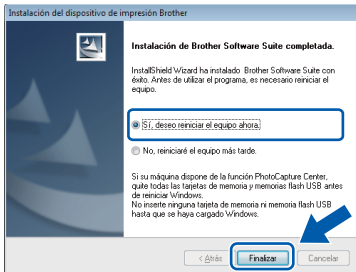 Instalación del dispositivo de impresión Brother
Instalación de Brother Software Suite completada.
InstallShield Wizard ha instalado Brother Software Suite con
éxito. Antes de utilizar el programa, es necesario reiniciar el
equipo.
Sí, deseo reiniciar el equipo ahora.
No, reiniciaré el equipo más tarde.
Si su máquina dispone de la función PhotoCapture Center,
quite todas las tarjetas de memoria y memorias flash USB antes
de reiniciar Windows.
No inserte ninguna tarjeta de memoria ni memoria flash USB
hasta que se haya cargado Windows.
< Atrás Finalizar Cancelar